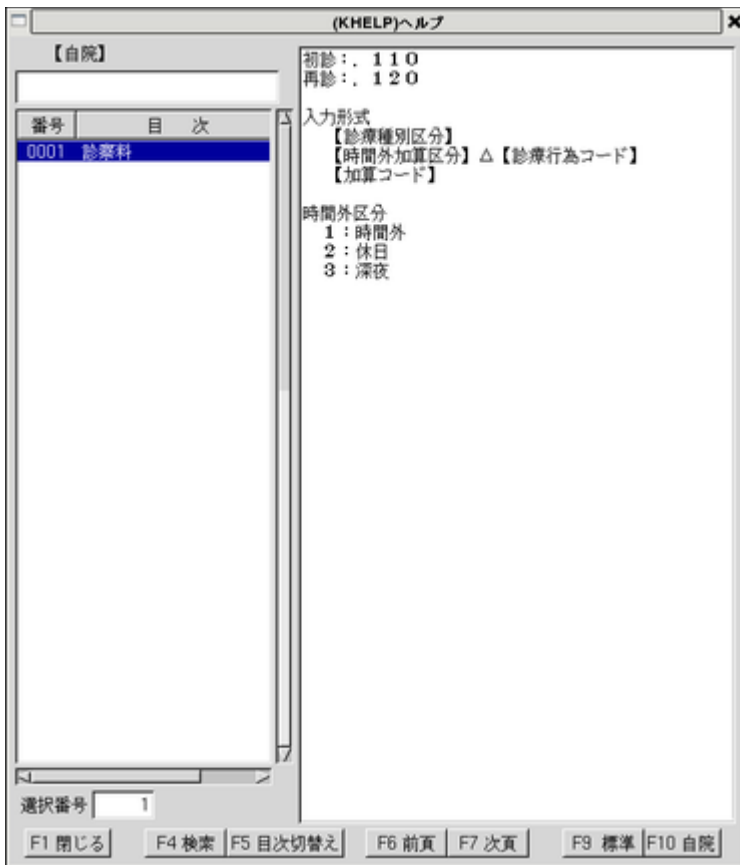 (KHELP)ヘルプ
【自院】
番号 目 次
0001 診察料
選択番号 1
初診:．１１０
再診:．１２０
入力形式
【診療種別区分】
【時間外加算区分】△【診療行為コード】
【加算コード】
時間外区分
１：時間外
２：休日
３：深夜
F1 閉じる F4 検索 F5 目次切替え F6 前頁 F7 次頁 F9 標準 F10 自院